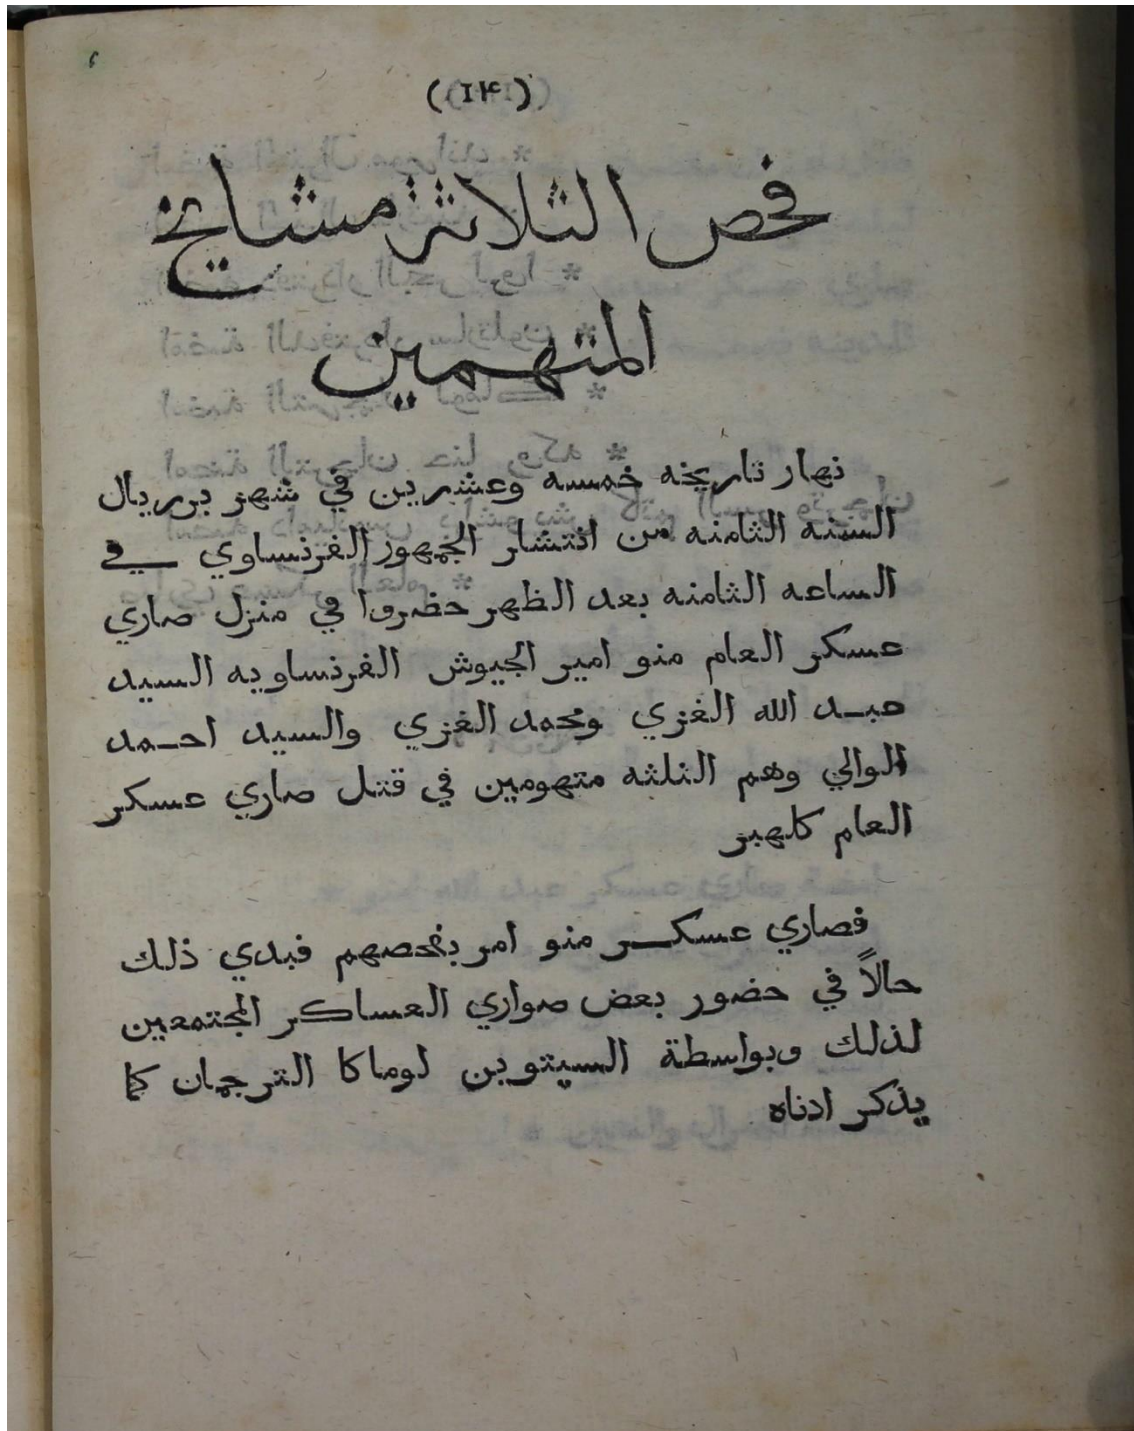 (١٤)
فحص الثلاثة مشايخ
المتهمين
نهار تاريخه خمسه وعشرين في شهر برريال
السنه الثامنه من انتشار الجمهور الفرنساوي في
الساعه الثامنه بعد الظهر حضروا في منزل صاري
عسكر العام منو امير الجيوش الفرنساويه السيد
عبد الله الغزي ومحمد الغزي والسيد احمد
الوالي وهم الثلثه متهومين في قتل صاري عسكر
العام كلهبر
فصاري عسكر منو امر بفحصهم فبدي ذلك
حالاً في حضور بعض صواري العساكر المجتمعين
لذلك وبواسطة السيتوين لوماكا الترجمان كما
يذكر ادناه